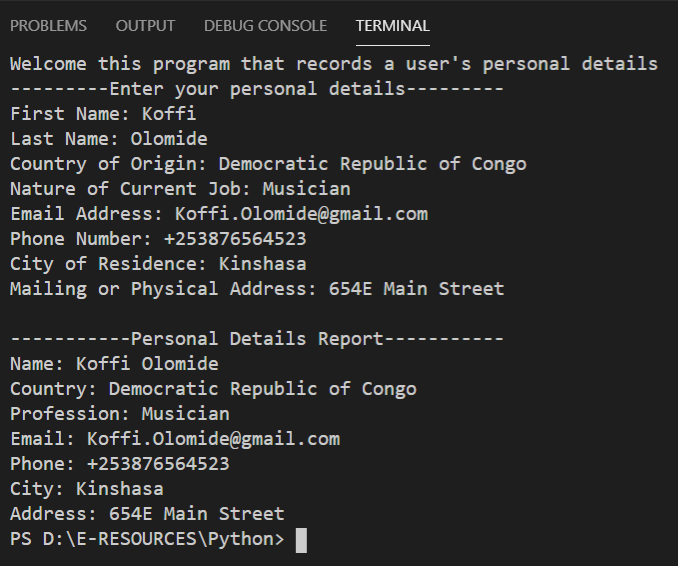 PROBLEMS OUTPUT DEBUG CONSOLE TERMINAL
Welcome this program that records a user's personal details
---------Enter your personal details---------
First Name: Koffi
Last Name: Olomide
Country of Origin: Democratic Republic of Congo
Nature of Current Job: Musician
Email Address: Koffi.Olomide@gmail.com
Phone Number: +253876564523
City of Residence: Kinshasa
Mailing or Physical Address: 654E Main Street
-----------Personal Details Report-----------
Name: Koffi Olomide
Country: Democratic Republic of Congo
Profession: Musician
Email: Koffi.Olomide@gmail.com
Phone: +253876564523
City: Kinshasa
Address: 654E Main Street
PS D:\E-RESOURCES\Python>